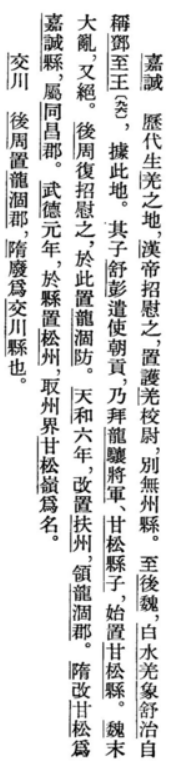 嘉誠　歷代生羌之地，漢帝招慰之，置護羌校尉，別無州縣。至後魏，白水羌象舒治自
稱鄧至王〔六六〕，據此地。其子舒彭遣使朝貢，乃拜龍驤將軍、甘松縣子，始置甘松縣。魏末
大亂，又絕。後周復招慰之，於此置龍涸防。天和六年，改置扶州，領龍涸郡。隋改甘松爲
嘉誠縣，屬同昌郡。武德元年，於縣置松州，取州界甘松嶺爲名。
交川　後周置龍涸郡，隋廢爲交川縣也。